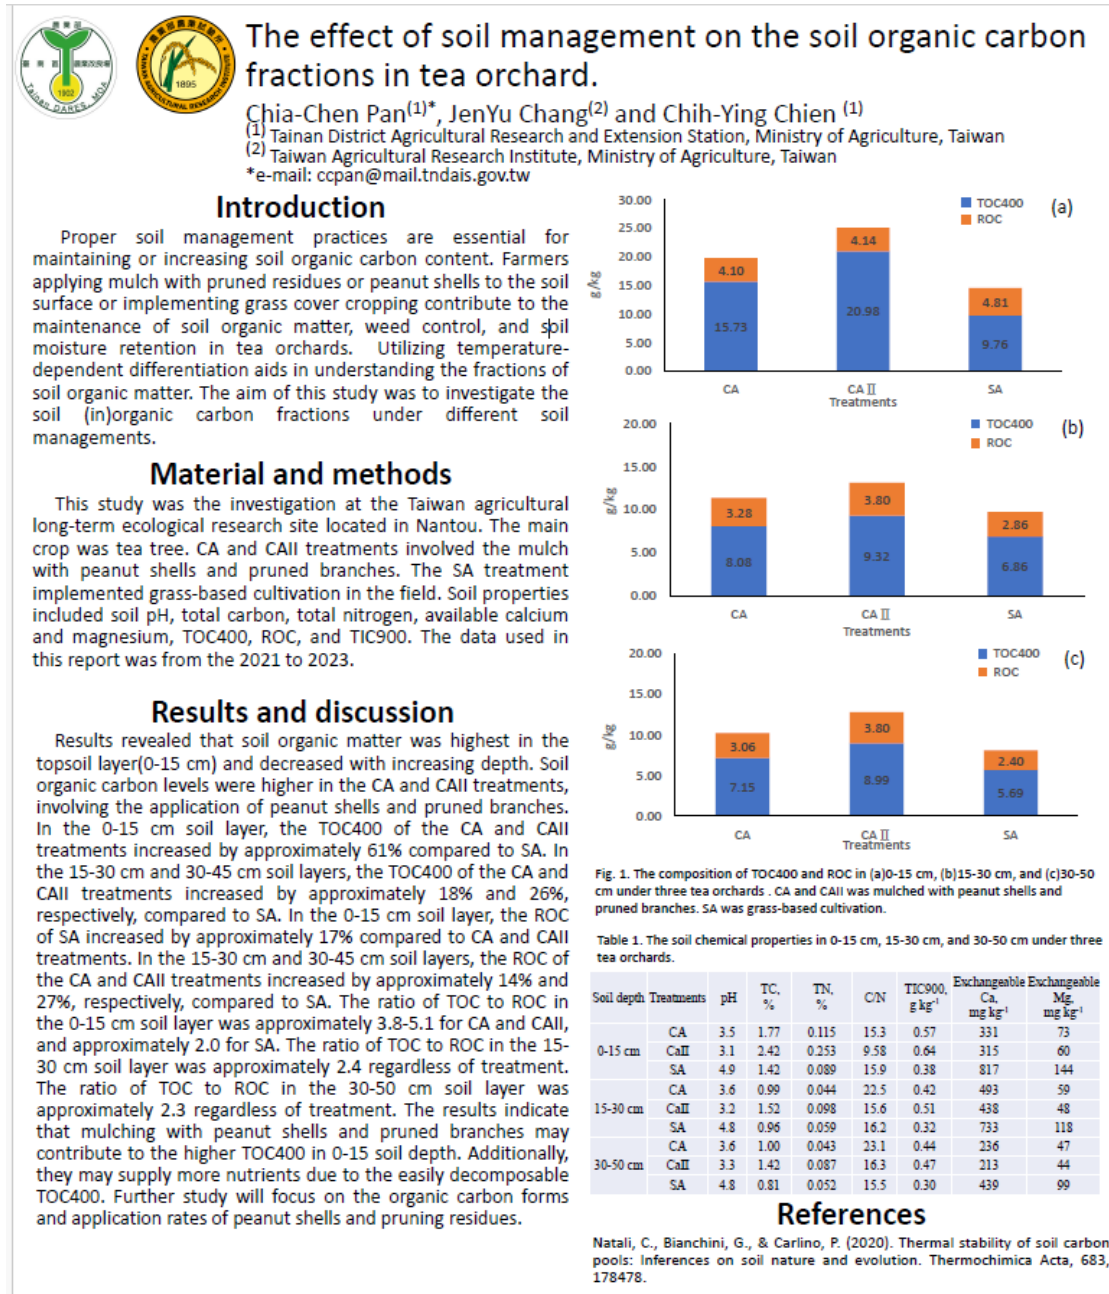 The effect of soil management on the soil organic carbon
fractions in tea orchard.
Chia-Chen Pan(1)*, JenYu Chang(2) and Chih-Ying Chien (1)
(1) Tainan District Agricultural Research and Extension Station, Ministry of Agriculture, Taiwan
(2) Taiwan Agricultural Research Institute, Ministry of Agriculture, Taiwan
*e-mail: ccpan@mail.tndais.gov.tw
1902
Tainan DARES, MOA
1895
TAIWAN AGRICULTURAL RESEARCH INSTITUTE
Introduction
Proper soil management practices are essential for
maintaining or increasing soil organic carbon content. Farmers
applying mulch with pruned residues or peanut shells to the soil
surface or implementing grass cover cropping contribute to the
maintenance of soil organic matter, weed control, and soil
moisture retention in tea orchards. Utilizing temperature-
dependent differentiation aids in understanding the fractions of
soil organic matter. The aim of this study was to investigate the
soil (in)organic carbon fractions under different soil
managements.
Material and methods
This study was the investigation at the Taiwan agricultural
long-term ecological research site located in Nantou. The main
crop was tea tree. CA and CAII treatments involved the mulch
with peanut shells and pruned branches. The SA treatment
implemented grass-based cultivation in the field. Soil properties
included soil pH, total carbon, total nitrogen, available calcium
and magnesium, TOC400, ROC, and TIC900. The data used in
this report was from the 2021 to 2023.
Results and discussion
Results revealed that soil organic matter was highest in the
topsoil layer(0-15 cm) and decreased with increasing depth. Soil
organic carbon levels were higher in the CA and CAII treatments,
involving the application of peanut shells and pruned branches.
In the 0-15 cm soil layer, the TOC400 of the CA and CAII
treatments increased by approximately 61% compared to SA. In
the 15-30 cm and 30-45 cm soil layers, the TOC400 of the CA and
CAII treatments increased by approximately 18% and 26%,
respectively, compared to SA. In the 0-15 cm soil layer, the ROC
of SA increased by approximately 17% compared to CA and CAII
treatments. In the 15-30 cm and 30-45 cm soil layers, the ROC of
the CA and CAII treatments increased by approximately 14% and
27%, respectively, compared to SA. The ratio of TOC to ROC in
the 0-15 cm soil layer was approximately 3.8-5.1 for CA and CAII,
and approximately 2.0 for SA. The ratio of TOC to ROC in the 15-
30 cm soil layer was approximately 2.4 regardless of treatment.
The ratio of TOC to ROC in the 30-50 cm soil layer was
approximately 2.3 regardless of treatment. The results indicate
that mulching with peanut shells and pruned branches may
contribute to the higher TOC400 in 0-15 soil depth. Additionally,
they may supply more nutrients due to the easily decomposable
TOC400. Further study will focus on the organic carbon forms
and application rates of peanut shells and pruning residues.
30.00
25.00
20.00
15.00
10.00
5.00
0.00
g/kg
TOC400
ROC
(a)
4.10
15.73
4.14
20.98
4.81
9.76
CA CAⅡ SA
Treatments
20.00
15.00
10.00
5.00
0.00
g/kg
TOC400
ROC
(b)
3.28
8.08
3.80
9.32
2.86
6.86
CA CAⅡ SA
Treatments
20.00
15.00
10.00
5.00
0.00
g/kg
TOC400
ROC
(c)
3.06
7.15
3.80
8.99
2.40
5.69
CA CAⅡ SA
Treatments
Fig. 1. The composition of TOC400 and ROC in (a)0-15 cm, (b)15-30 cm, and (c)30-50
cm under three tea orchards . CA and CAII was mulched with peanut shells and
pruned branches. SA was grass-based cultivation.
Table 1. The soil chemical properties in 0-15 cm, 15-30 cm, and 30-50 cm under three
tea orchards.
Soil depth Treatments pH TC, % TN, % C/N TIC900, g kg-1 Exchangeable Ca, mg kg-1 Exchangeable Mg, mg kg-1
0-15 cm CA 3.5 1.77 0.115 15.3 0.57 331 73
CaⅡ 3.1 2.42 0.253 9.58 0.64 315 60
SA 4.9 1.42 0.089 15.9 0.38 817 144
15-30 cm CA 3.6 0.99 0.044 22.5 0.42 493 59
CaⅡ 3.2 1.52 0.098 15.6 0.51 438 48
SA 4.8 0.96 0.059 16.2 0.32 733 118
30-50 cm CA 3.6 1.00 0.043 23.1 0.44 236 47
CaⅡ 3.3 1.42 0.087 16.3 0.47 213 44
SA 4.8 0.81 0.052 15.5 0.30 439 99
References
Natali, C., Bianchini, G., & Carlino, P. (2020). Thermal stability of soil carbon
pools: Inferences on soil nature and evolution. Thermochimica Acta, 683,
178478.